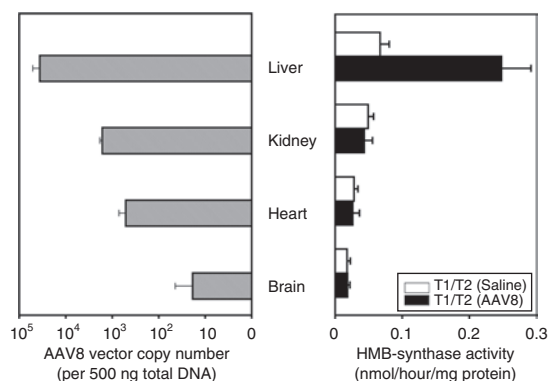 Liver
Kidney
Heart
Brain
T1/T2 (Saline)
T1/T2 (AAV8)
10⁵ 10⁴ 10³ 10² 10 0
0 0.1 0.2 0.3
AAV8 vector copy number
(per 500 ng total DNA)
HMB-synthase activity
(nmol/hour/mg protein)